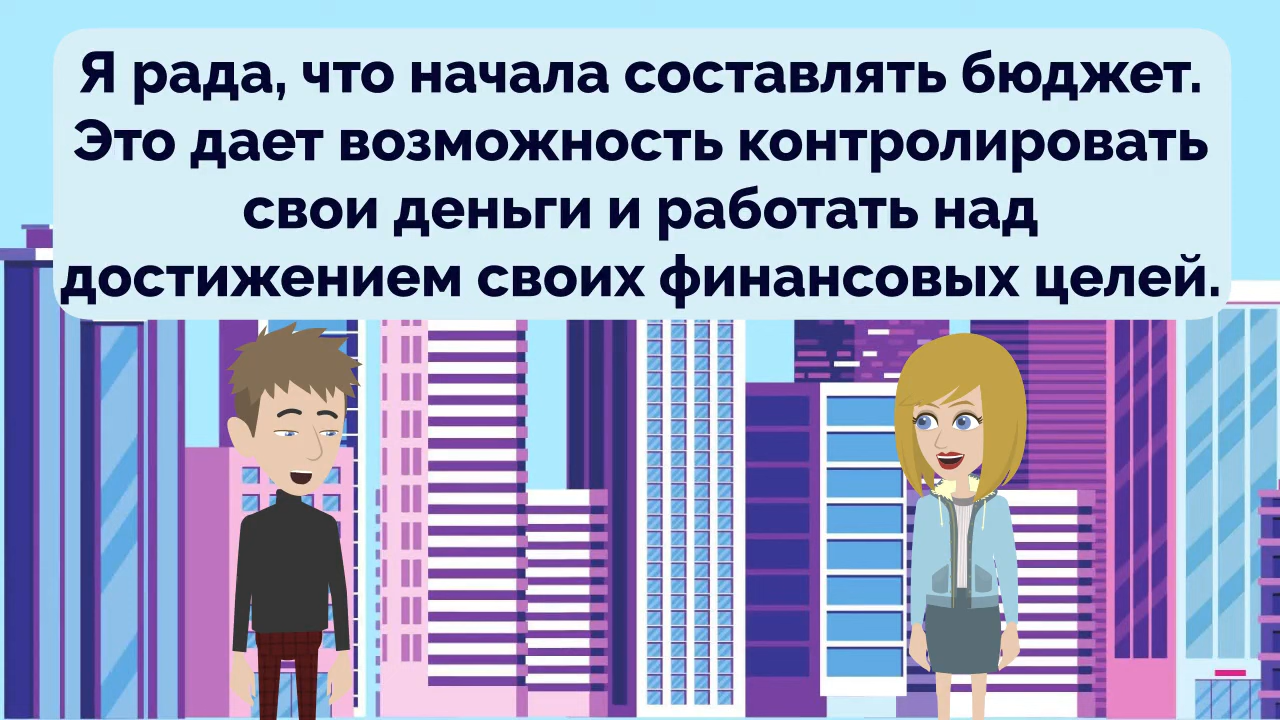 Я рада, что начала составлять бюджет.
Это дает возможность контролировать
свои деньги и работать над
достижением своих финансовых целей.